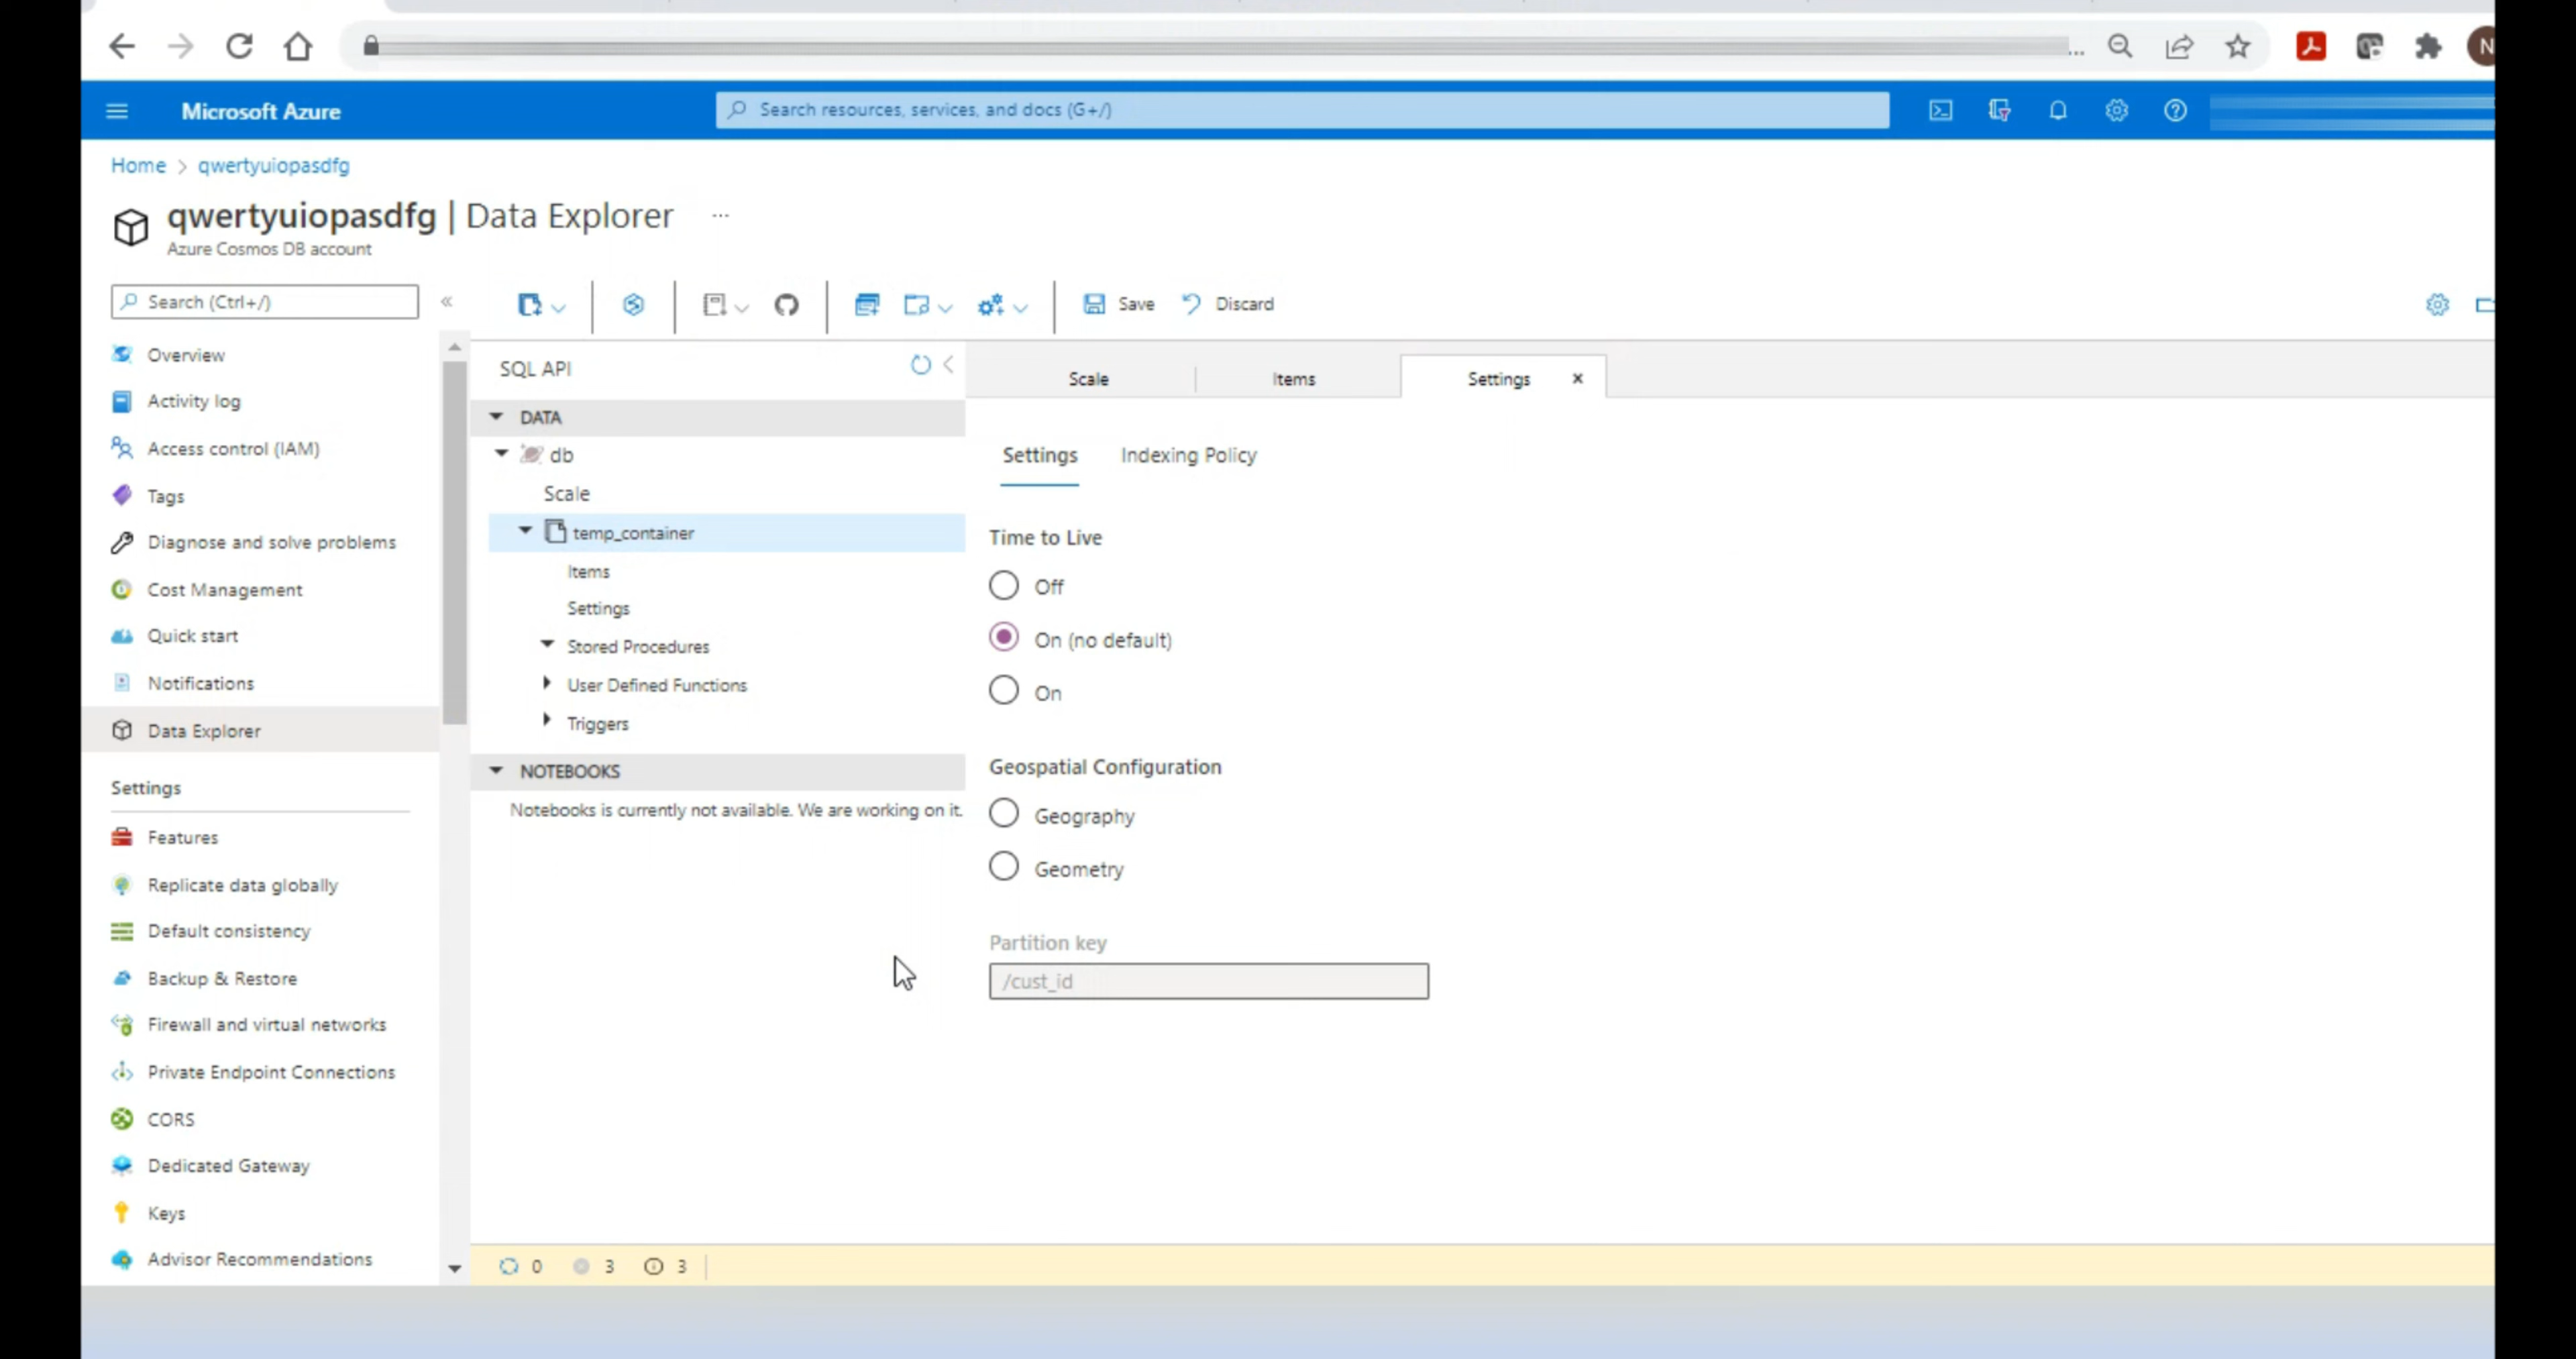 ...
N
Microsoft Azure
Search resources, services, and docs (G+/)
Home > qwertyuiopasdfg
qwertyuiopasdfg | Data Explorer ...
Azure Cosmos DB account
Search (Ctrl+/)
«
Save
Discard
Overview
Activity log
Access control (IAM)
Tags
Diagnose and solve problems
Cost Management
Quick start
Notifications
Data Explorer
Settings
Features
Replicate data globally
Default consistency
Backup & Restore
Firewall and virtual networks
Private Endpoint Connections
CORS
Dedicated Gateway
Keys
Advisor Recommendations
SQL API
DATA
db
Scale
temp_container
Items
Settings
Stored Procedures
User Defined Functions
Triggers
NOTEBOOKS
Notebooks is currently not available. We are working on it.
Scale
Items
Settings
Settings
Indexing Policy
Time to Live
Off
On (no default)
On
Geospatial Configuration
Geography
Geometry
Partition key
/cust_id
0 3 3